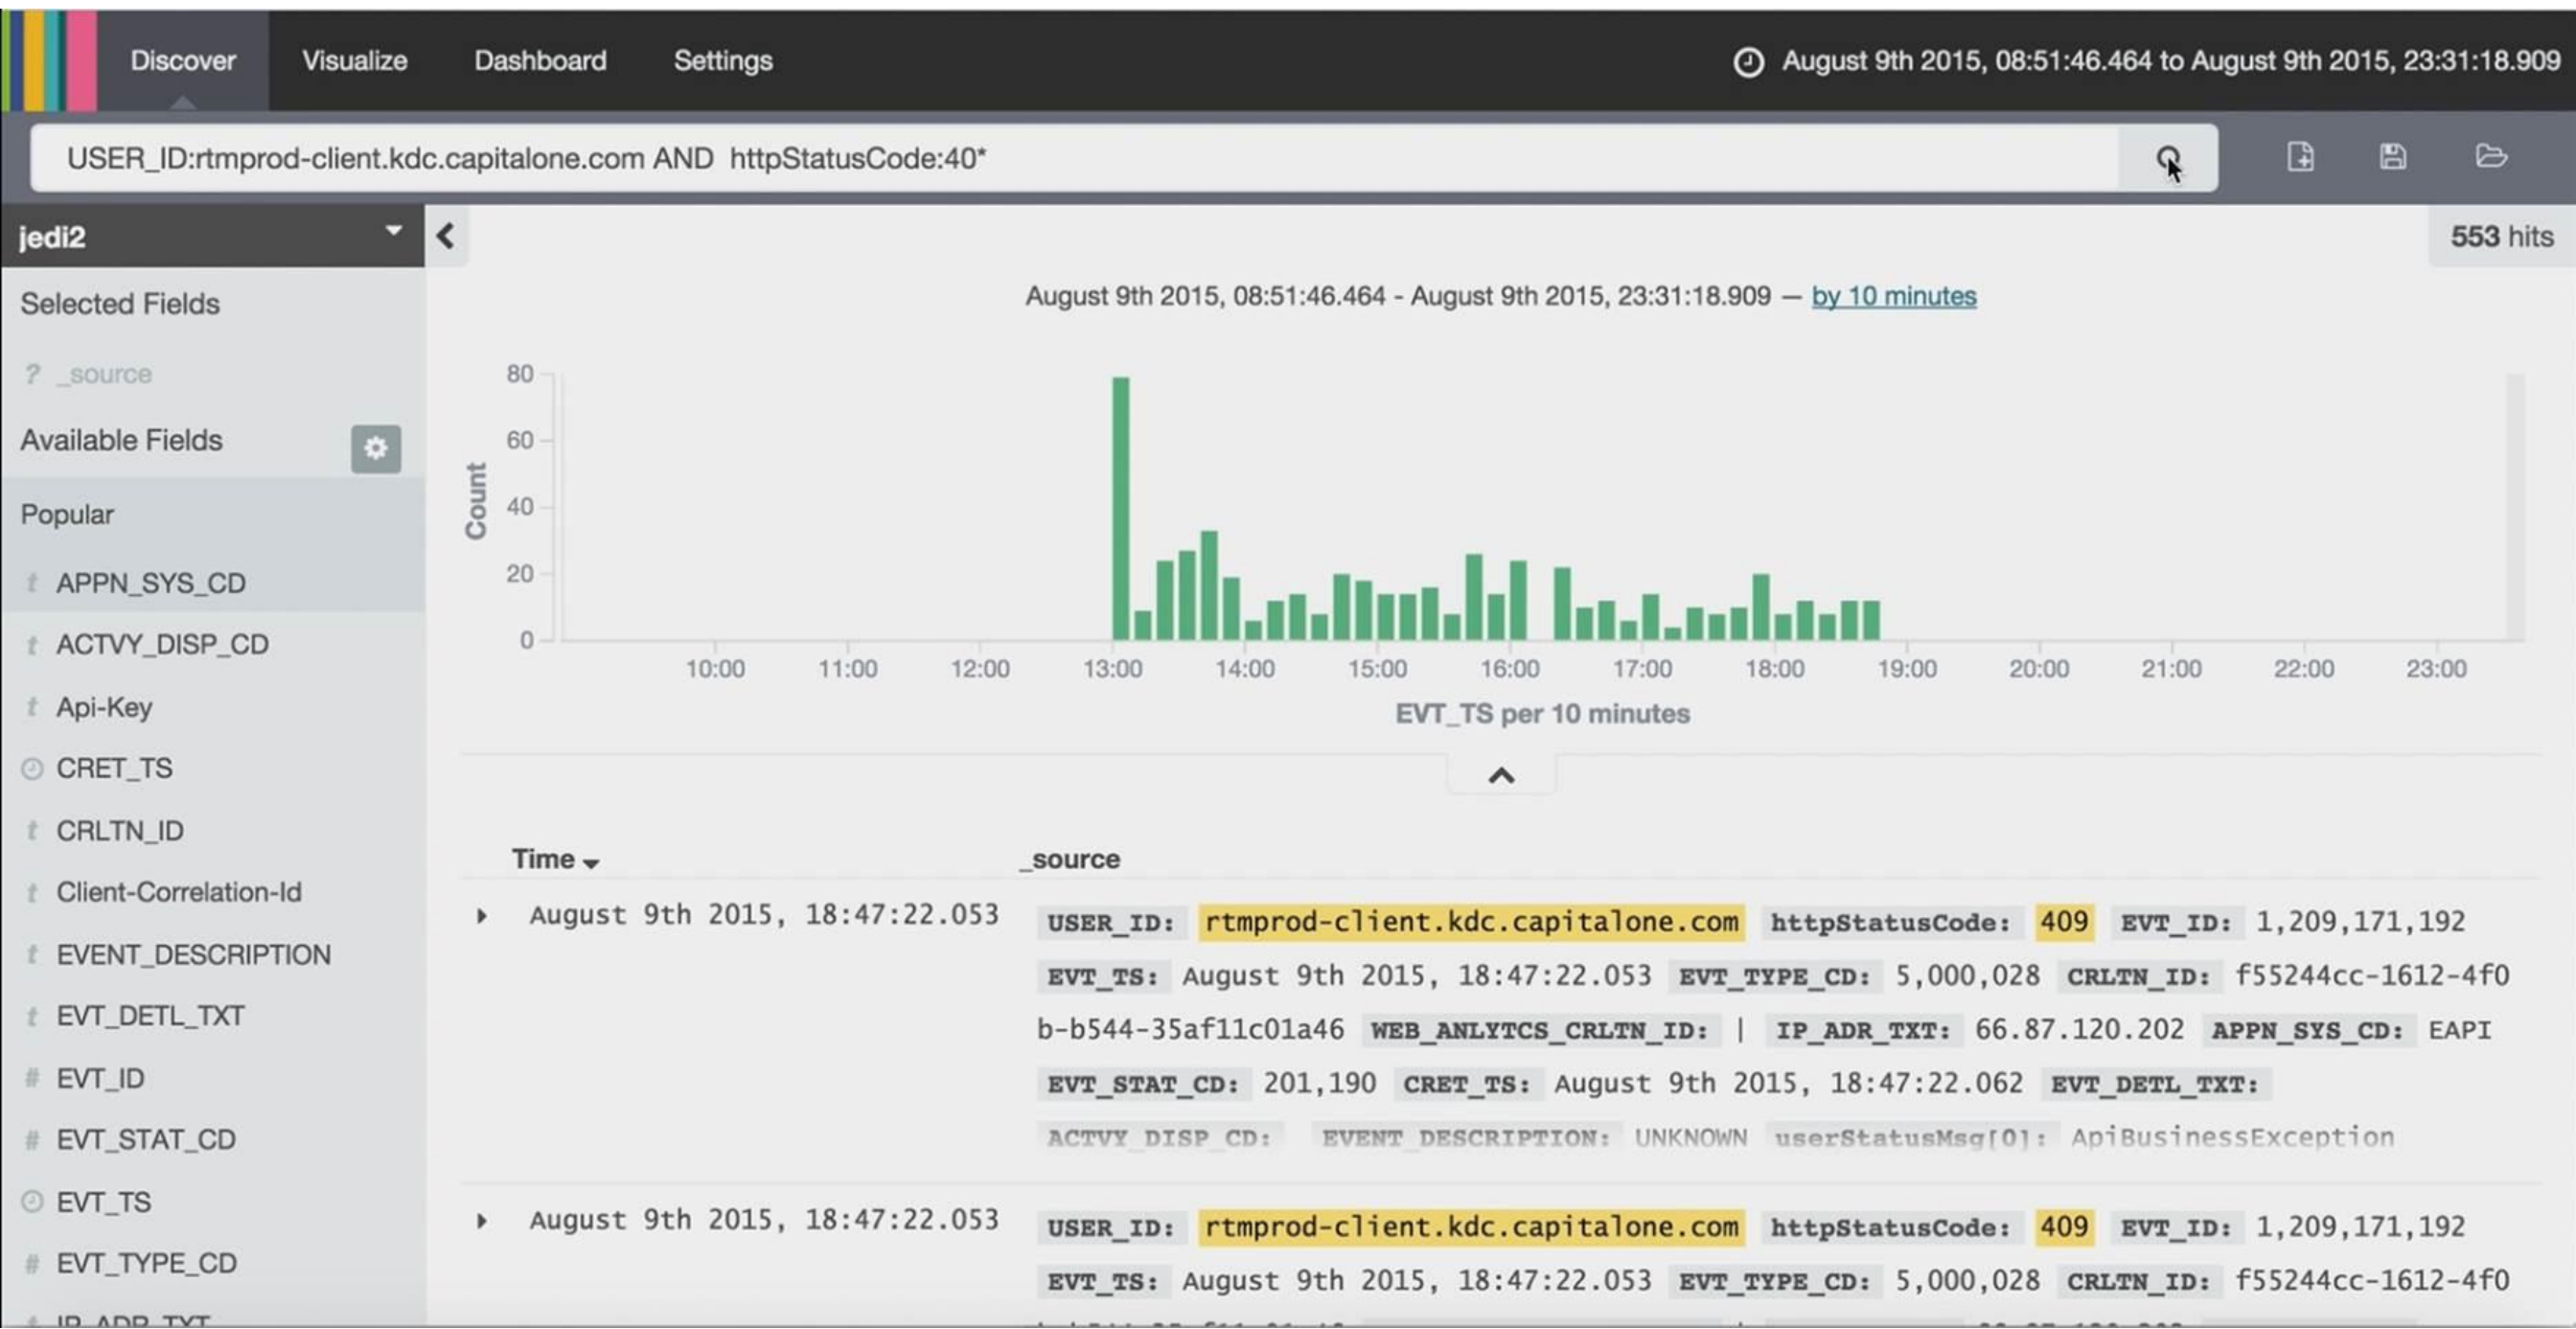 Discover Visualize Dashboard Settings August 9th 2015, 08:51:46.464 to August 9th 2015, 23:31:18.909
USER_ID:rtmprod-client.kdc.capitalone.com AND httpStatusCode:40*
jedi2
553 hits
Selected Fields
? _source
Available Fields
Popular
t APPN_SYS_CD
t ACTVY_DISP_CD
t Api-Key
CRET_TS
t CRLTN_ID
t Client-Correlation-Id
t EVENT_DESCRIPTION
t EVT_DETL_TXT
# EVT_ID
# EVT_STAT_CD
EVT_TS
# EVT_TYPE_CD
IP_ADR_TXT
August 9th 2015, 08:51:46.464 - August 9th 2015, 23:31:18.909 — by 10 minutes
Count
80
60
40
20
0
10:00 11:00 12:00 13:00 14:00 15:00 16:00 17:00 18:00 19:00 20:00 21:00 22:00 23:00
EVT_TS per 10 minutes
Time _source
August 9th 2015, 18:47:22.053 USER_ID: rtmprod-client.kdc.capitalone.com httpStatusCode: 409 EVT_ID: 1,209,171,192
EVT_TS: August 9th 2015, 18:47:22.053 EVT_TYPE_CD: 5,000,028 CRLTN_ID: f55244cc-1612-4f0
b-b544-35af11c01a46 WEB_ANLYTCS_CRLTN_ID: | IP_ADR_TXT: 66.87.120.202 APPN_SYS_CD: EAPI
EVT_STAT_CD: 201,190 CRET_TS: August 9th 2015, 18:47:22.062 EVT_DETL_TXT:
ACTVY_DISP_CD: EVENT_DESCRIPTION: UNKNOWN userStatusMsg[0]: ApiBusinessException
August 9th 2015, 18:47:22.053 USER_ID: rtmprod-client.kdc.capitalone.com httpStatusCode: 409 EVT_ID: 1,209,171,192
EVT_TS: August 9th 2015, 18:47:22.053 EVT_TYPE_CD: 5,000,028 CRLTN_ID: f55244cc-1612-4f0